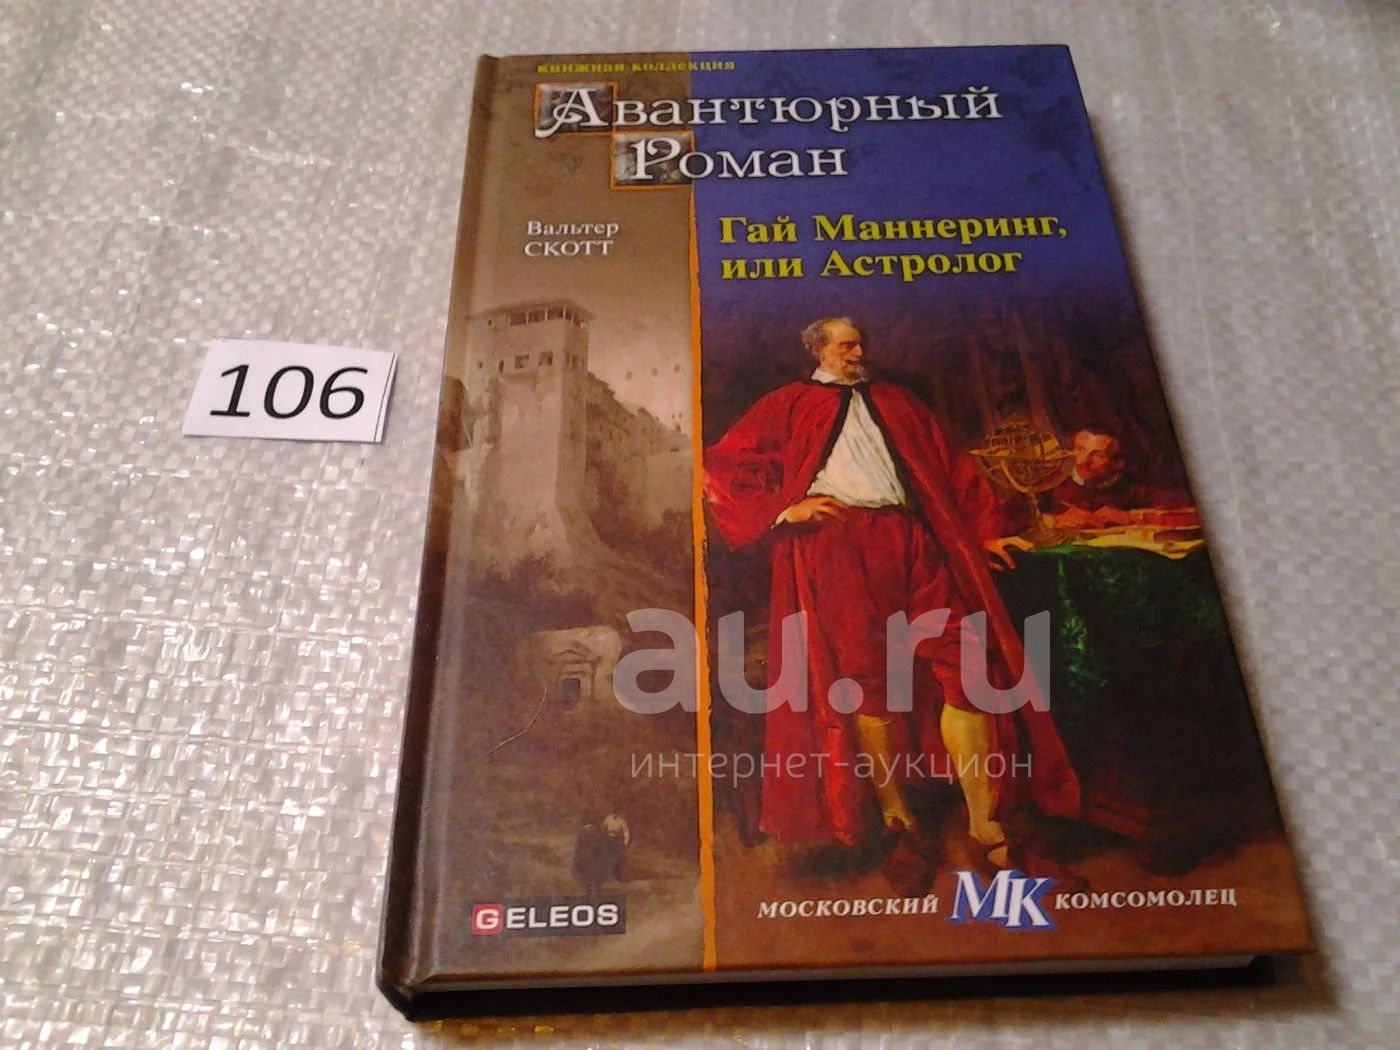 книжная коллекция
Авантюрный
Роман
Вальтер
СКОТТ
Гай Маннеринг,
или Астролог
106
au.ru
интернет-аукцион
GELEOS
МОСКОВСКИЙ МК КОМСОМОЛЕЦ